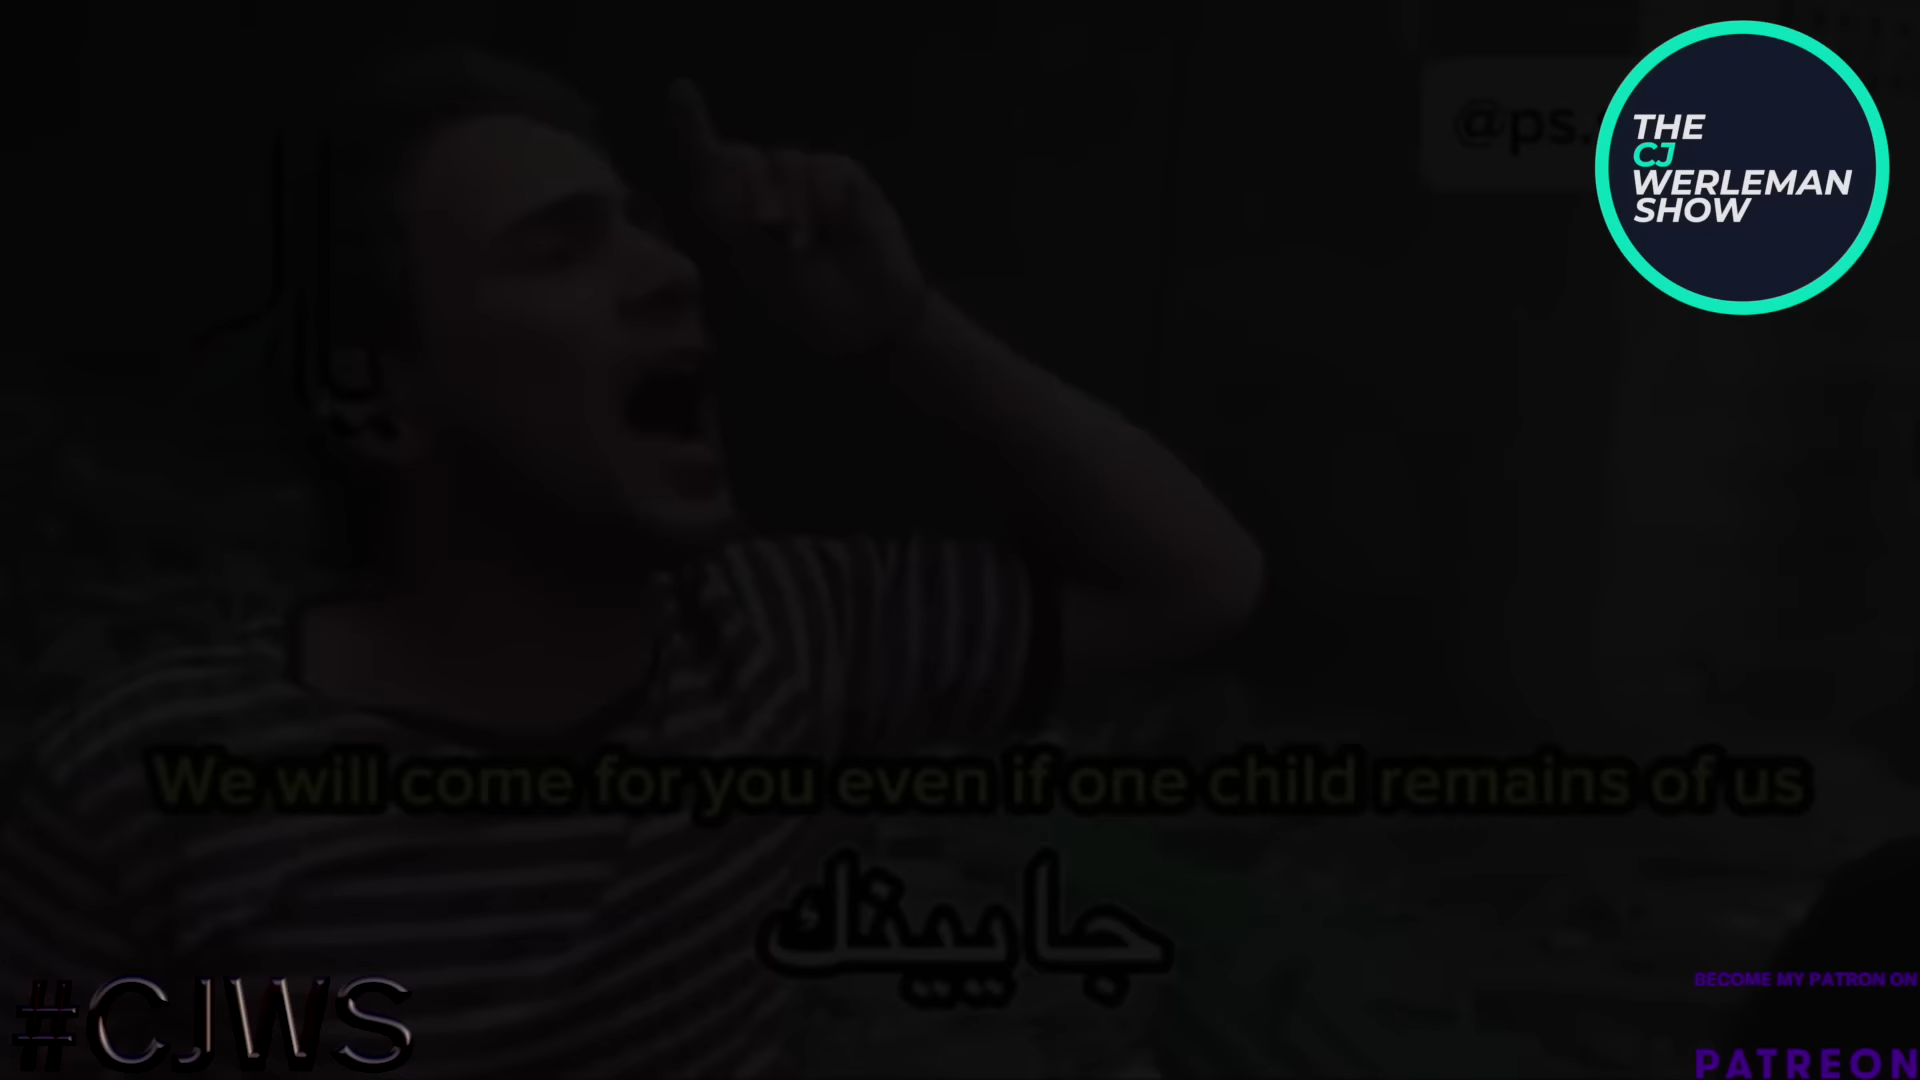 @ps.
THE
CJ
WERLEMAN
SHOW
We will come for you even if one child remains of us
جايينك
#CJWS
BECOME MY PATRON ON
PATREON